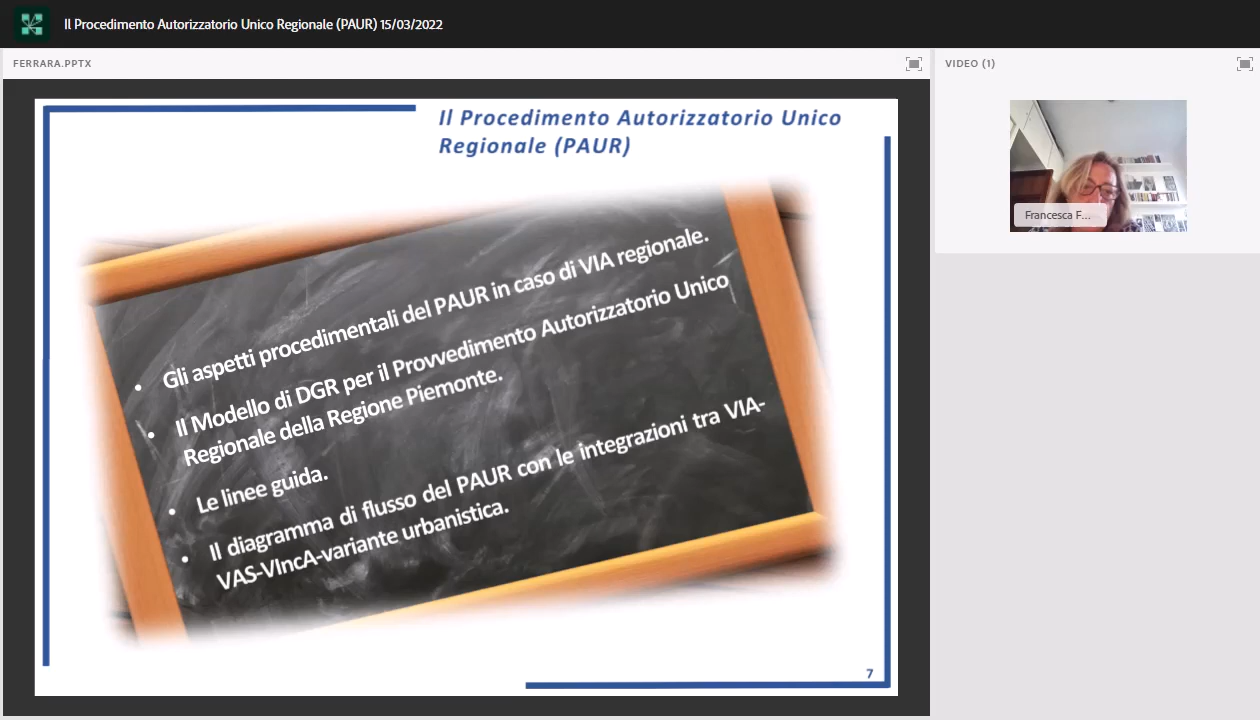 Il Procedimento Autorizzatorio Unico Regionale (PAUR) 15/03/2022
FERRARA.PPTX
VIDEO (1)
Il Procedimento Autorizzatorio Unico
Regionale (PAUR)
• Gli aspetti procedimentali del PAUR in caso di VIA regionale.
• Il Modello di DGR per il Provvedimento Autorizzatorio Unico
Regionale della Regione Piemonte.
• Le linee guida.
• Il diagramma di flusso del PAUR con le integrazioni tra VIA-
VAS-VIncA-variante urbanistica.
7
Francesca F...